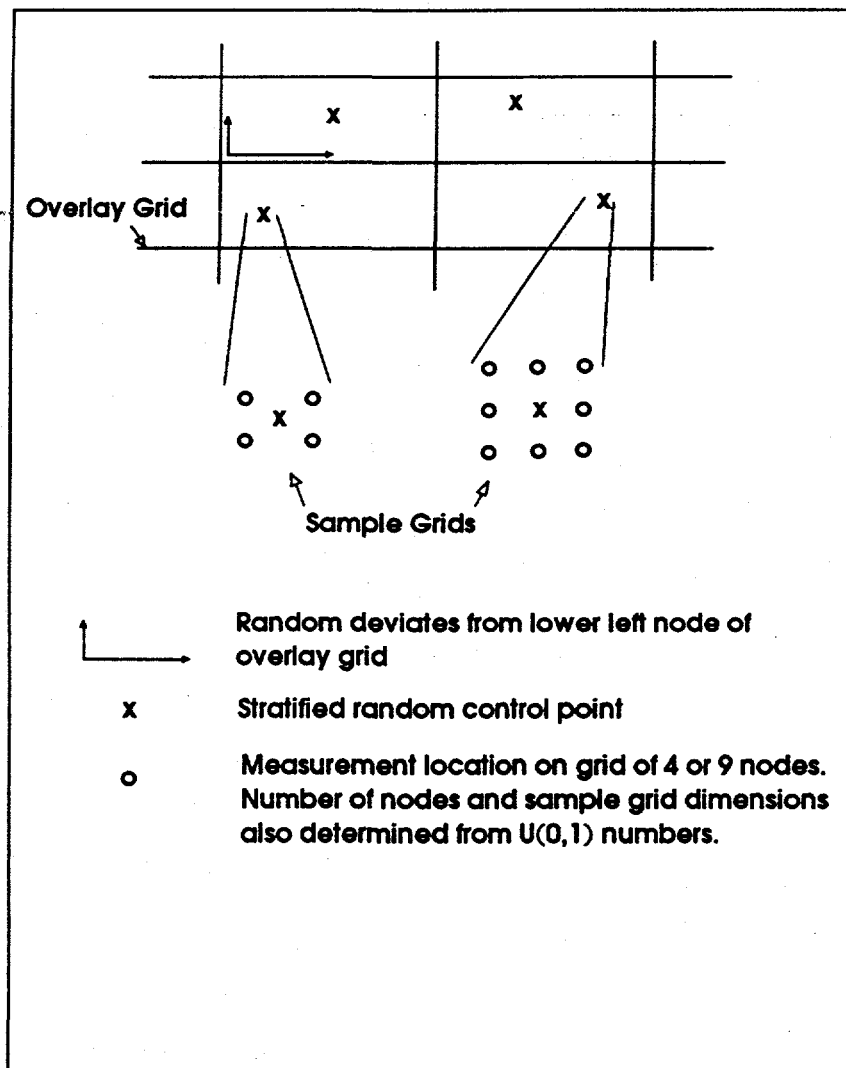 x
x
Overlay Grid
x
x
x
x
Sample Grids
Random deviates from lower left node of
overlay grid
x
Stratified random control point
Measurement location on grid of 4 or 9 nodes.
Number of nodes and sample grid dimensions
also determined from U(0,1) numbers.